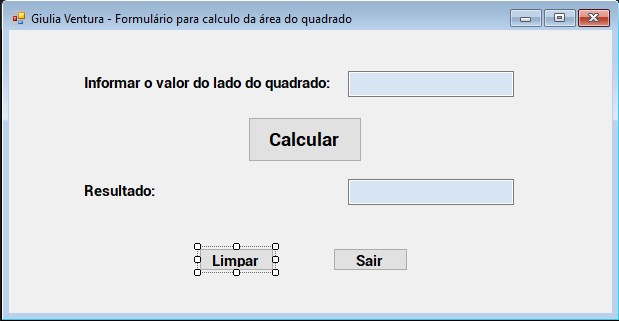 Giulia Ventura - Formulário para calculo da área do quadrado
Informar o valor do lado do quadrado:
Calcular
Resultado:
Limpar Sair